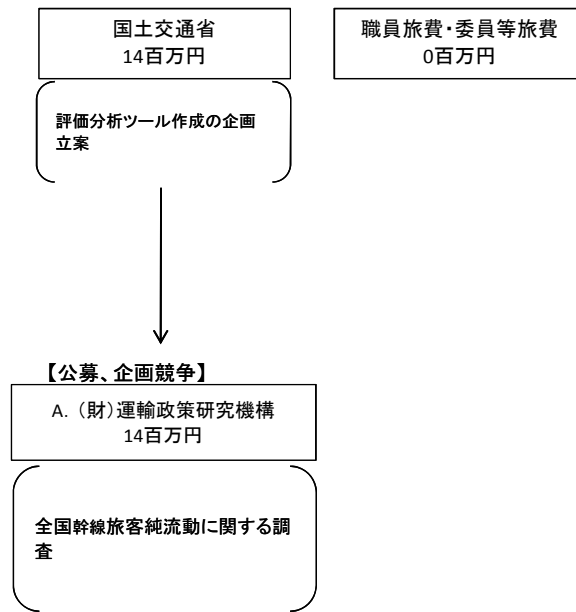 国土交通省
14百万円
職員旅費・委員等旅費
0百万円
評価分析ツール作成の企画
立案
【公募、企画競争】
A. (財)運輸政策研究機構
14百万円
全国幹線旅客純流動に関する調
査